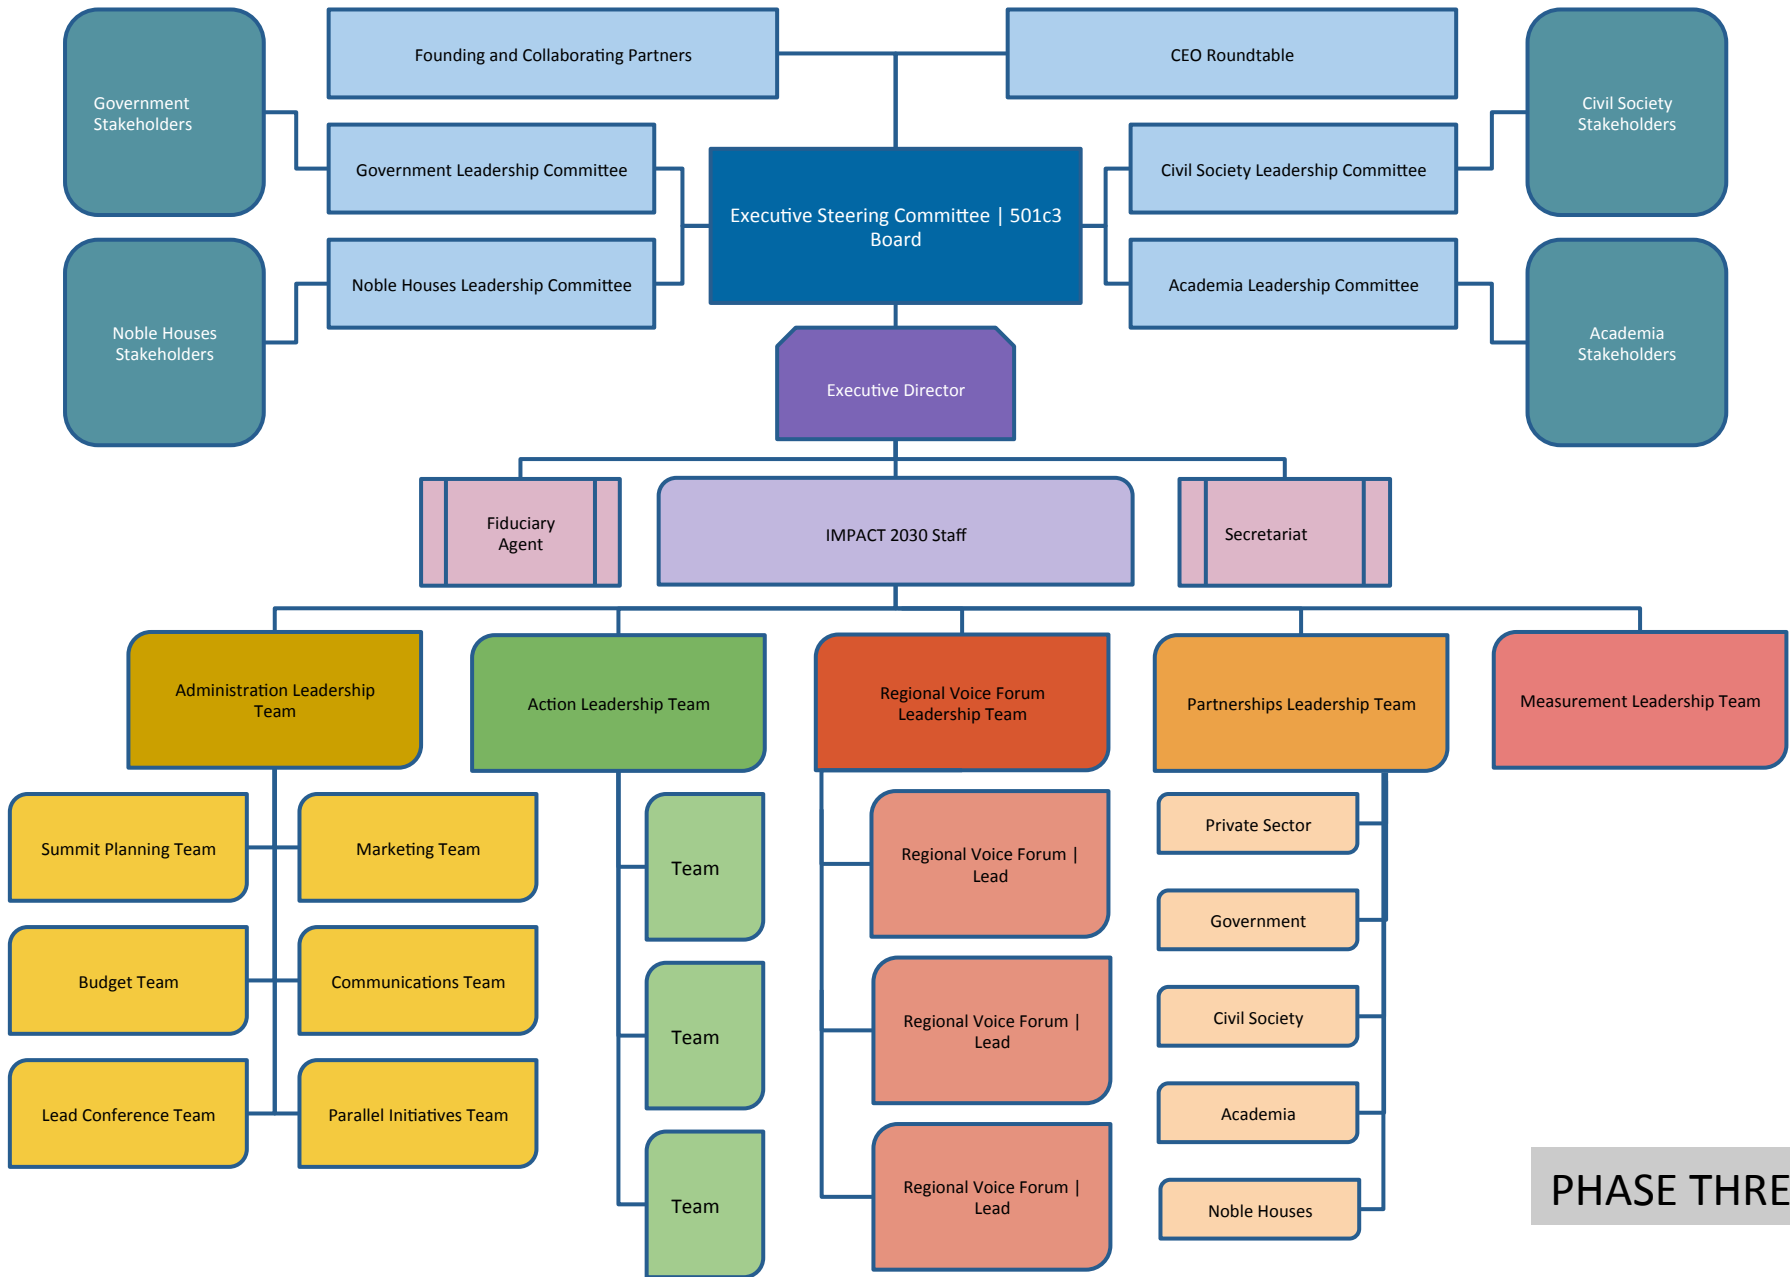 Founding and Collaborating Partners
CEO Roundtable
Government
Stakeholders
Civil Society
Stakeholders
Government Leadership Committee
Civil Society Leadership Committee
Executive Steering Committee | 501c3
Board
Noble Houses Leadership Committee
Academia Leadership Committee
Noble Houses
Stakeholders
Academia
Stakeholders
Executive Director
Fiduciary
Agent
IMPACT 2030 Staff
Secretariat
Administration Leadership
Team
Action Leadership Team
Regional Voice Forum
Leadership Team
Partnerships Leadership Team
Measurement Leadership Team
Summit Planning Team
Marketing Team
Budget Team
Communications Team
Lead Conference Team
Parallel Initiatives Team
Team
Team
Team
Regional Voice Forum |
Lead
Regional Voice Forum |
Lead
Regional Voice Forum |
Lead
Private Sector
Government
Civil Society
Academia
Noble Houses
PHASE THRE